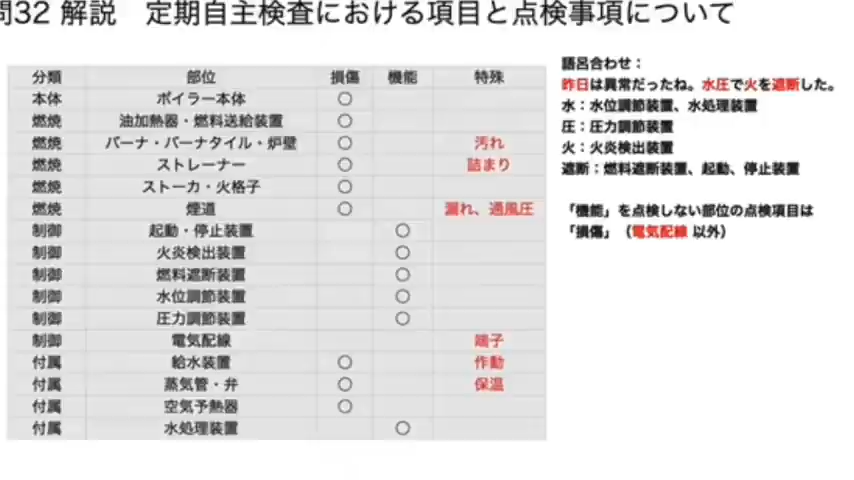 問32 解説 定期自主検査における項目と点検事項について
分類 部位 損傷 機能 特殊
本体 ボイラー本体 ○
燃焼 油加熱器・燃料送給装置 ○
燃焼 バーナ・バーナタイル・炉壁 ○ 汚れ
燃焼 ストレーナー ○ 詰まり
燃焼 ストーカ・火格子 ○
燃焼 煙道 ○ 漏れ、通風圧
制御 起動・停止装置 ○
制御 火炎検出装置 ○
制御 燃料遮断装置 ○
制御 水位調節装置 ○
制御 圧力調節装置 ○
制御 電気配線 端子
付属 給水装置 ○ 作動
付属 蒸気管・弁 ○ 保温
付属 空気予熱器 ○
付属 水処理装置 ○
語呂合わせ：
昨日は異常だったね。水圧で火を遮断した。
水：水位調節装置、水処理装置
圧：圧力調節装置
火：火炎検出装置
遮断：燃料遮断装置、起動、停止装置
「機能」を点検しない部位の点検項目は
「損傷」（電気配線 以外）